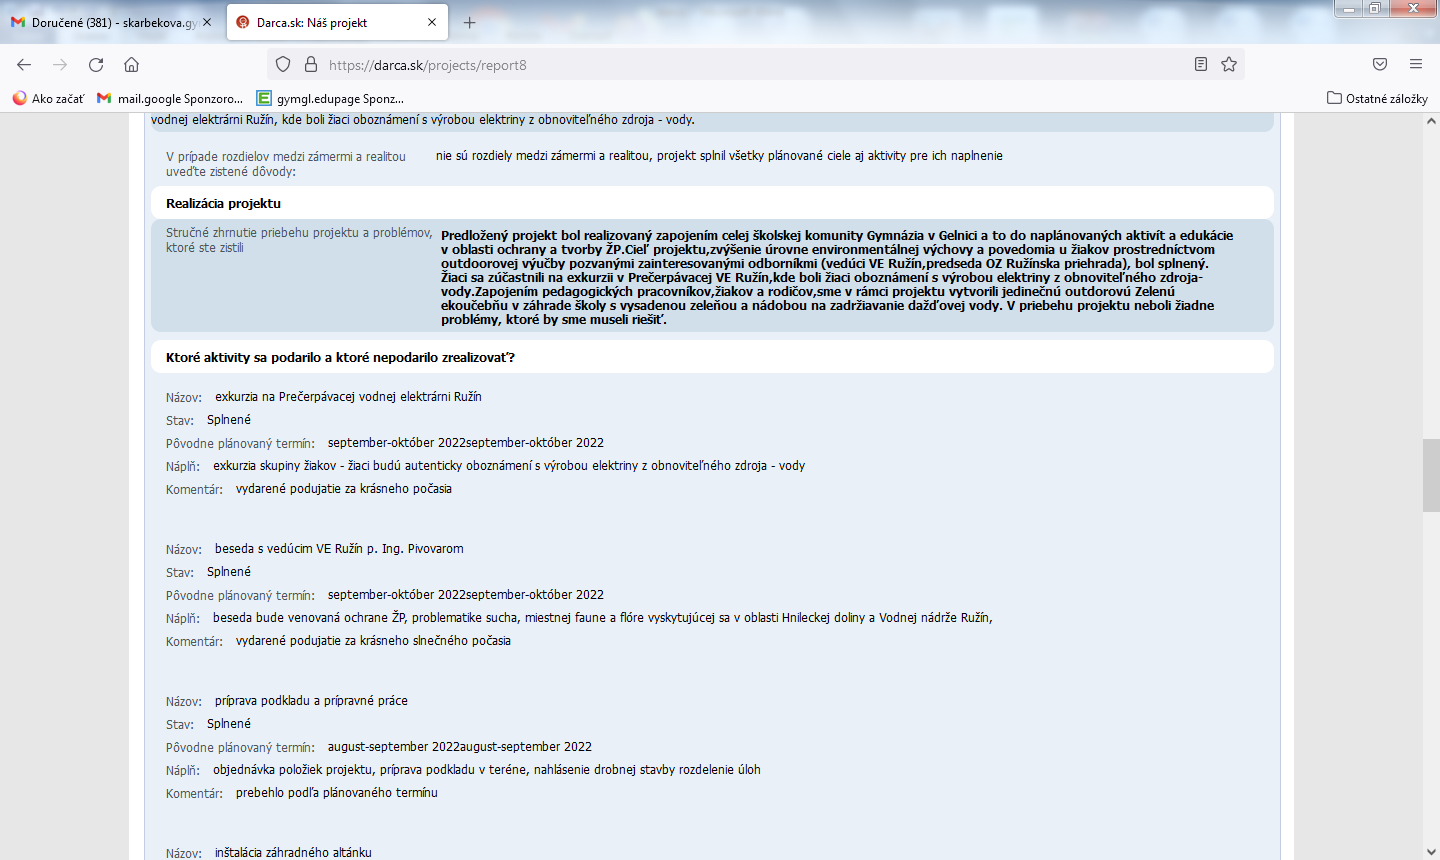 Doručené (381) - skarbekova.gy
Darca.sk: Náš projekt
https://darca.sk/projects/report8
Ako začať
mail.google Sponzoro...
gymgl.edupage Sponz...
Ostatné záložky
vodnej elektrárni Ružín, kde boli žiaci oboznámení s výrobou elektriny z obnoviteľného zdroja - vody.
V prípade rozdielov medzi zámermi a realitou
uveďte zistené dôvody:
nie sú rozdiely medzi zámermi a realitou, projekt splnil všetky plánované ciele aj aktivity pre ich naplnenie
Realizácia projektu
Stručné zhrnutie priebehu projektu a problémov,
ktoré ste zistili
Predložený projekt bol realizovaný zapojením celej školskej komunity Gymnázia v Gelnici a to do naplánovaných aktivít a edukácie
v oblasti ochrany a tvorby ŽP.Cieľ projektu,zvýšenie úrovne environmentálnej výchovy a povedomia u žiakov prostredníctvom
outdoorovej výučby pozvanými zainteresovanými odborníkmi (vedúci VE Ružín,predseda OZ Ružínska priehrada), bol splnený.
Žiaci sa zúčastnili na exkurzii v Prečerpávacej VE Ružín,kde boli žiaci oboznámení s výrobou elektriny z obnoviteľného zdroja-
vody.Zapojením pedagogických pracovníkov,žiakov a rodičov,sme v rámci projektu vytvorili jedinečnú outdorovú Zelenú
ekoučebňu v záhrade školy s vysadenou zeleňou a nádobou na zadržiavanie dažďovej vody. V priebehu projektu neboli žiadne
problémy, ktoré by sme museli riešiť.
Ktoré aktivity sa podarilo a ktoré nepodarilo zrealizovať?
Názov: exkurzia na Prečerpávacej vodnej elektrárni Ružín
Stav: Splnené
Pôvodne plánovaný termín: september-október 2022september-október 2022
Náplň: exkurzia skupiny žiakov - žiaci budú autenticky oboznámení s výrobou elektriny z obnoviteľného zdroja - vody
Komentár: vydarené podujatie za krásneho počasia
Názov: beseda s vedúcim VE Ružín p. Ing. Pivovarom
Stav: Splnené
Pôvodne plánovaný termín: september-október 2022september-október 2022
Náplň: beseda bude venovaná ochrane ŽP, problematike sucha, miestnej faune a flóre vyskytujúcej sa v oblasti Hnileckej doliny a Vodnej nádrže Ružín,
Komentár: vydarené podujatie za krásneho slnečného počasia
Názov: príprava podkladu a prípravné práce
Stav: Splnené
Pôvodne plánovaný termín: august-september 2022august-september 2022
Náplň: objednávka položiek projektu, príprava podkladu v teréne, nahlásenie drobnej stavby rozdelenie úloh
Komentár: prebehlo podľa plánovaného termínu
Názov: inštalácia záhradného altánku